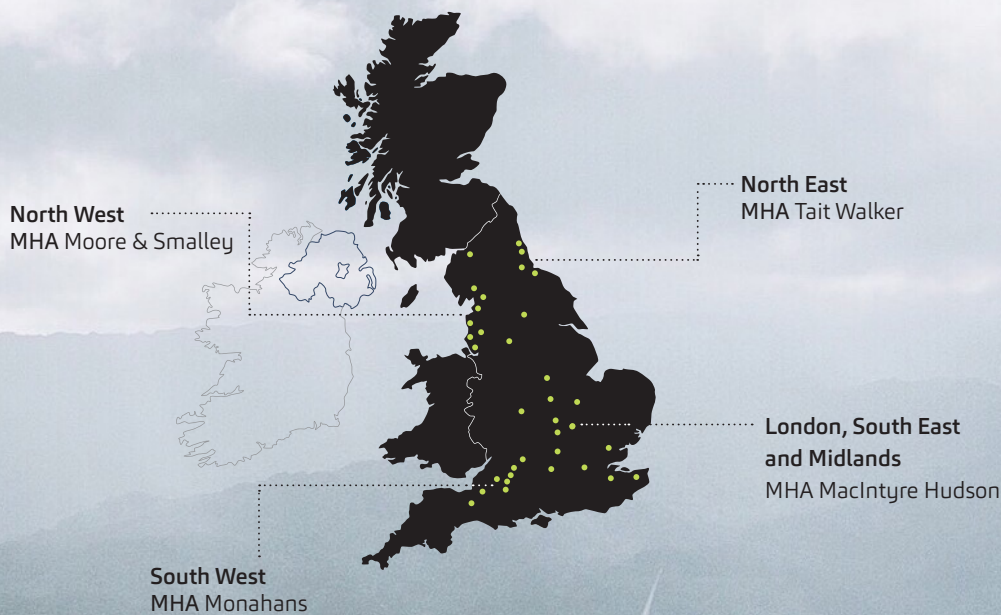 North West
MHA Moore & Smalley
North East
MHA Tait Walker
London, South East
and Midlands
MHA MacIntyre Hudson
South West
MHA Monahans